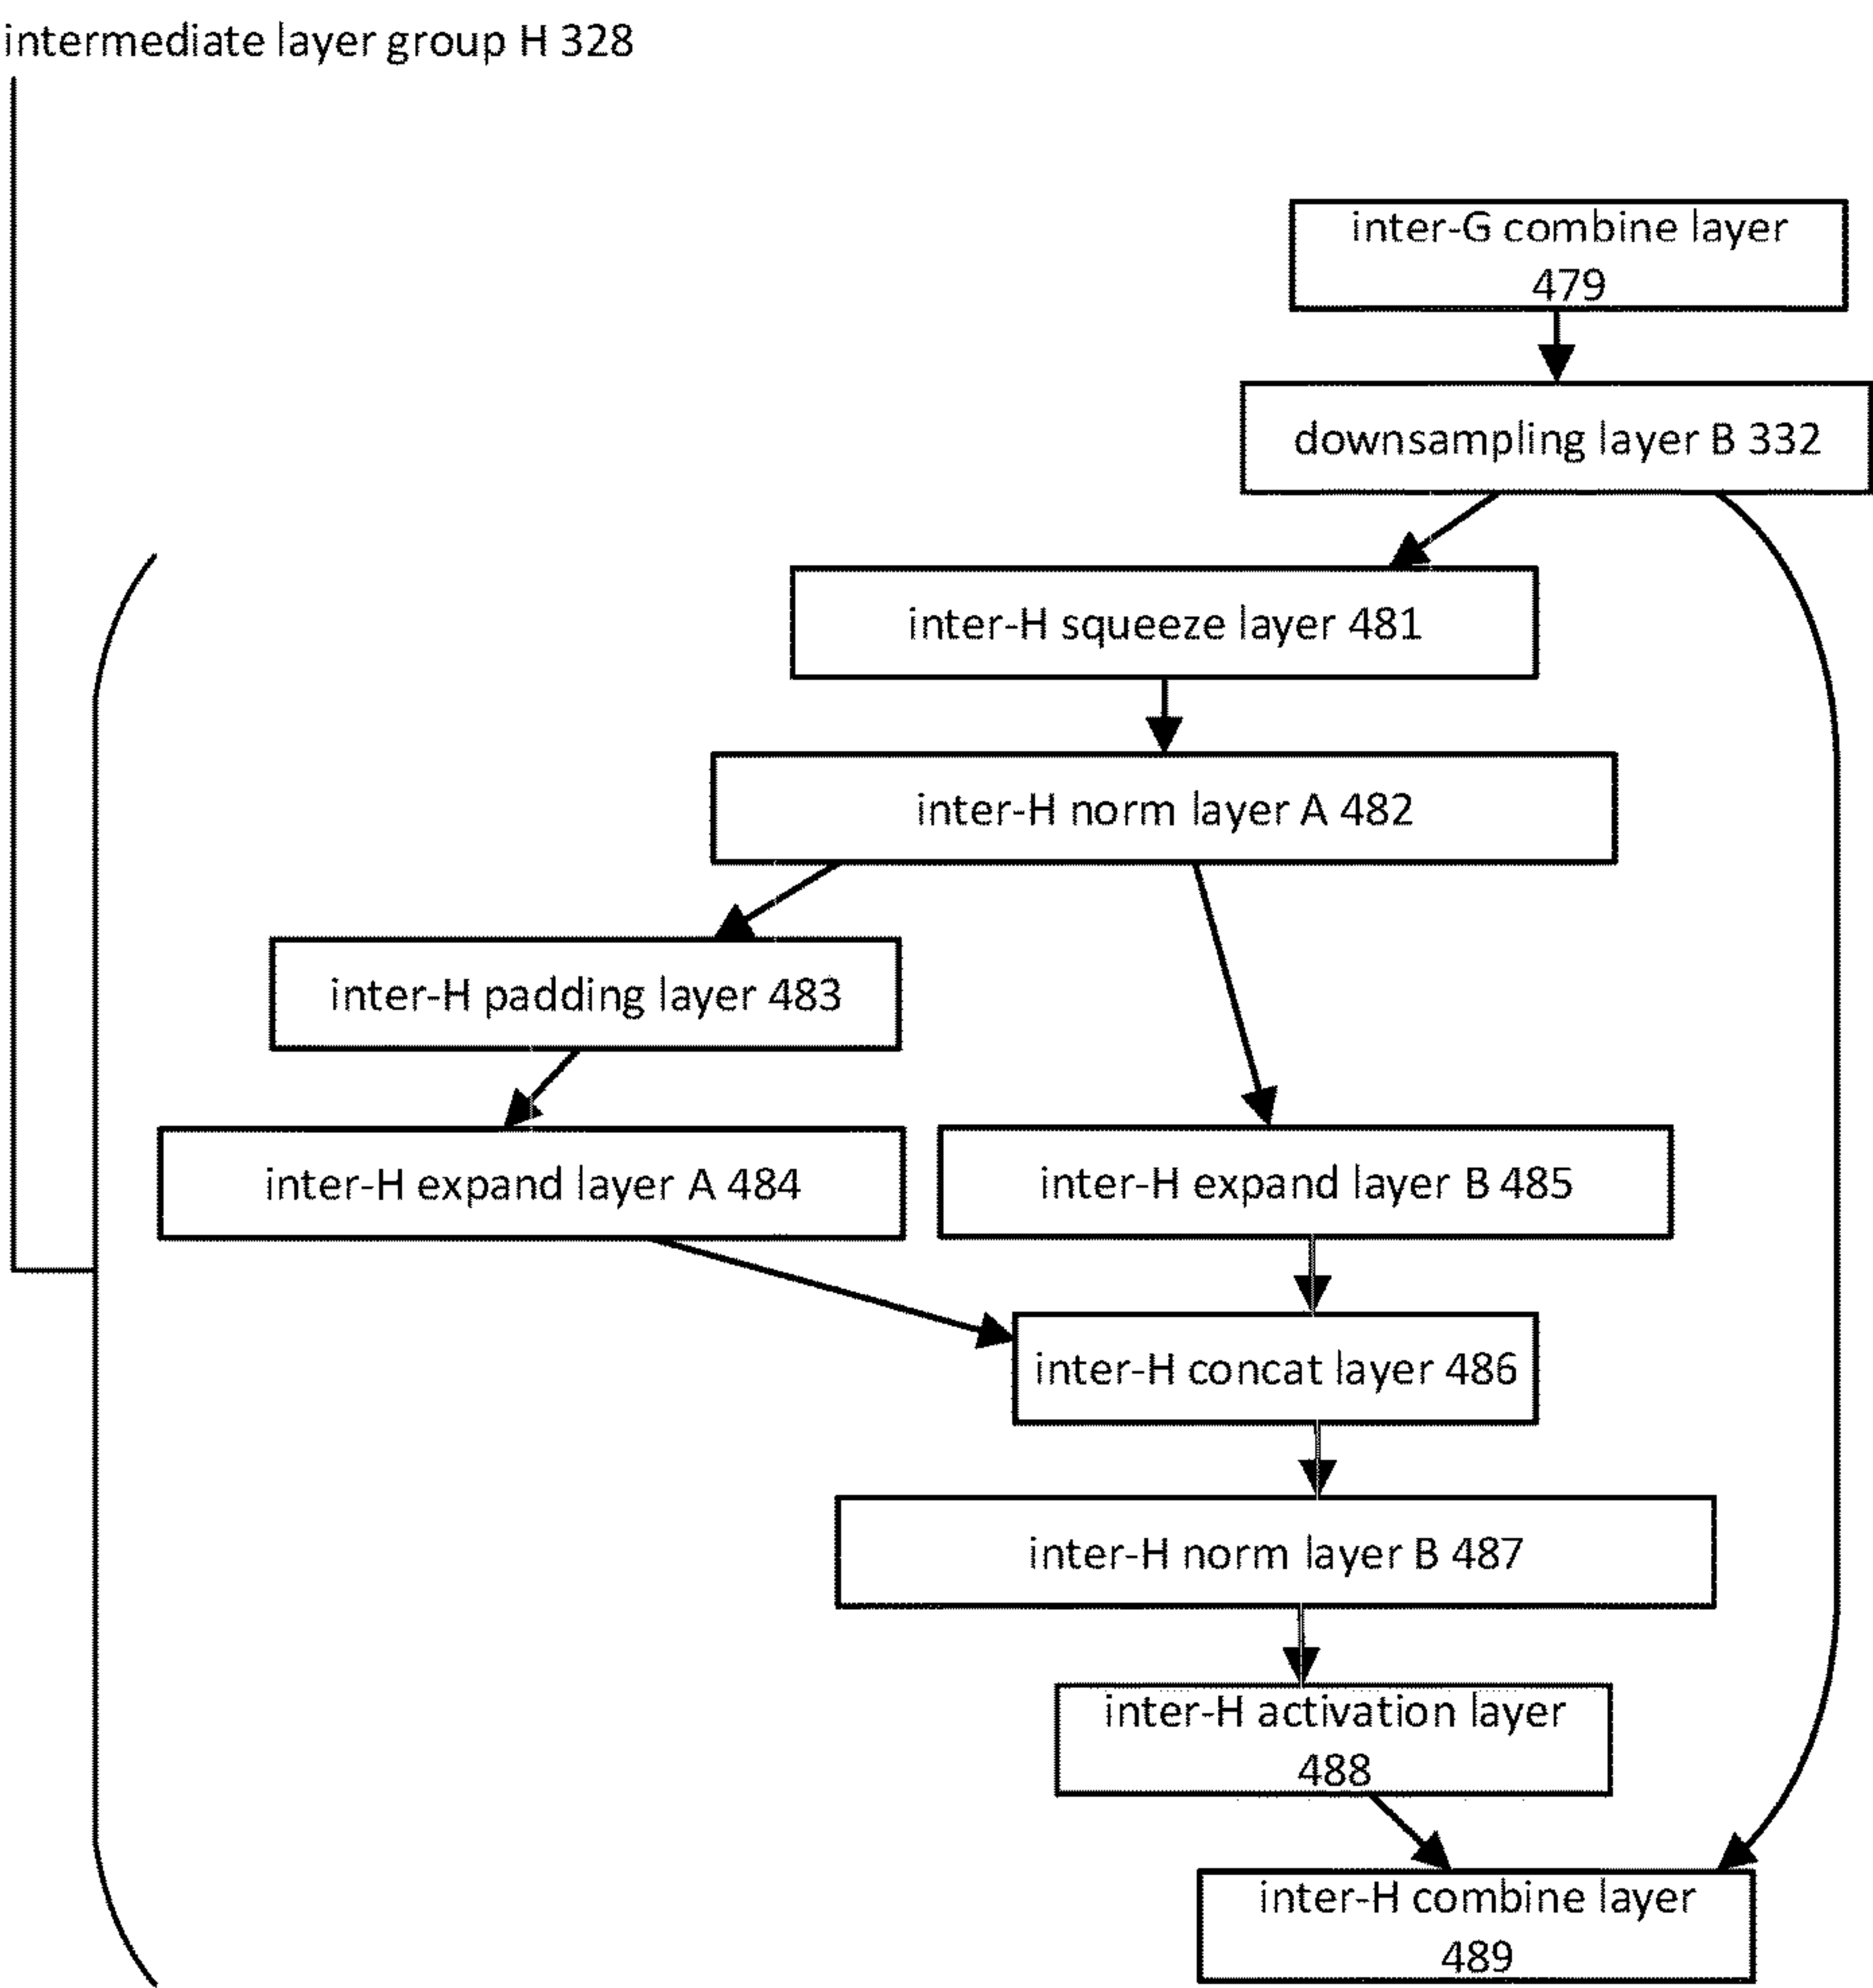 intermediate layer group H 328
inter-G combine layer
479
downsampling layer B 332
inter-H squeeze layer 481
inter-H norm layer A 482
inter-H padding layer 483
inter-H expand layer A 484
inter-H expand layer B 485
inter-H concat layer 486
inter-H norm layer B 487
inter-H activation layer
488
inter-H combine layer
489